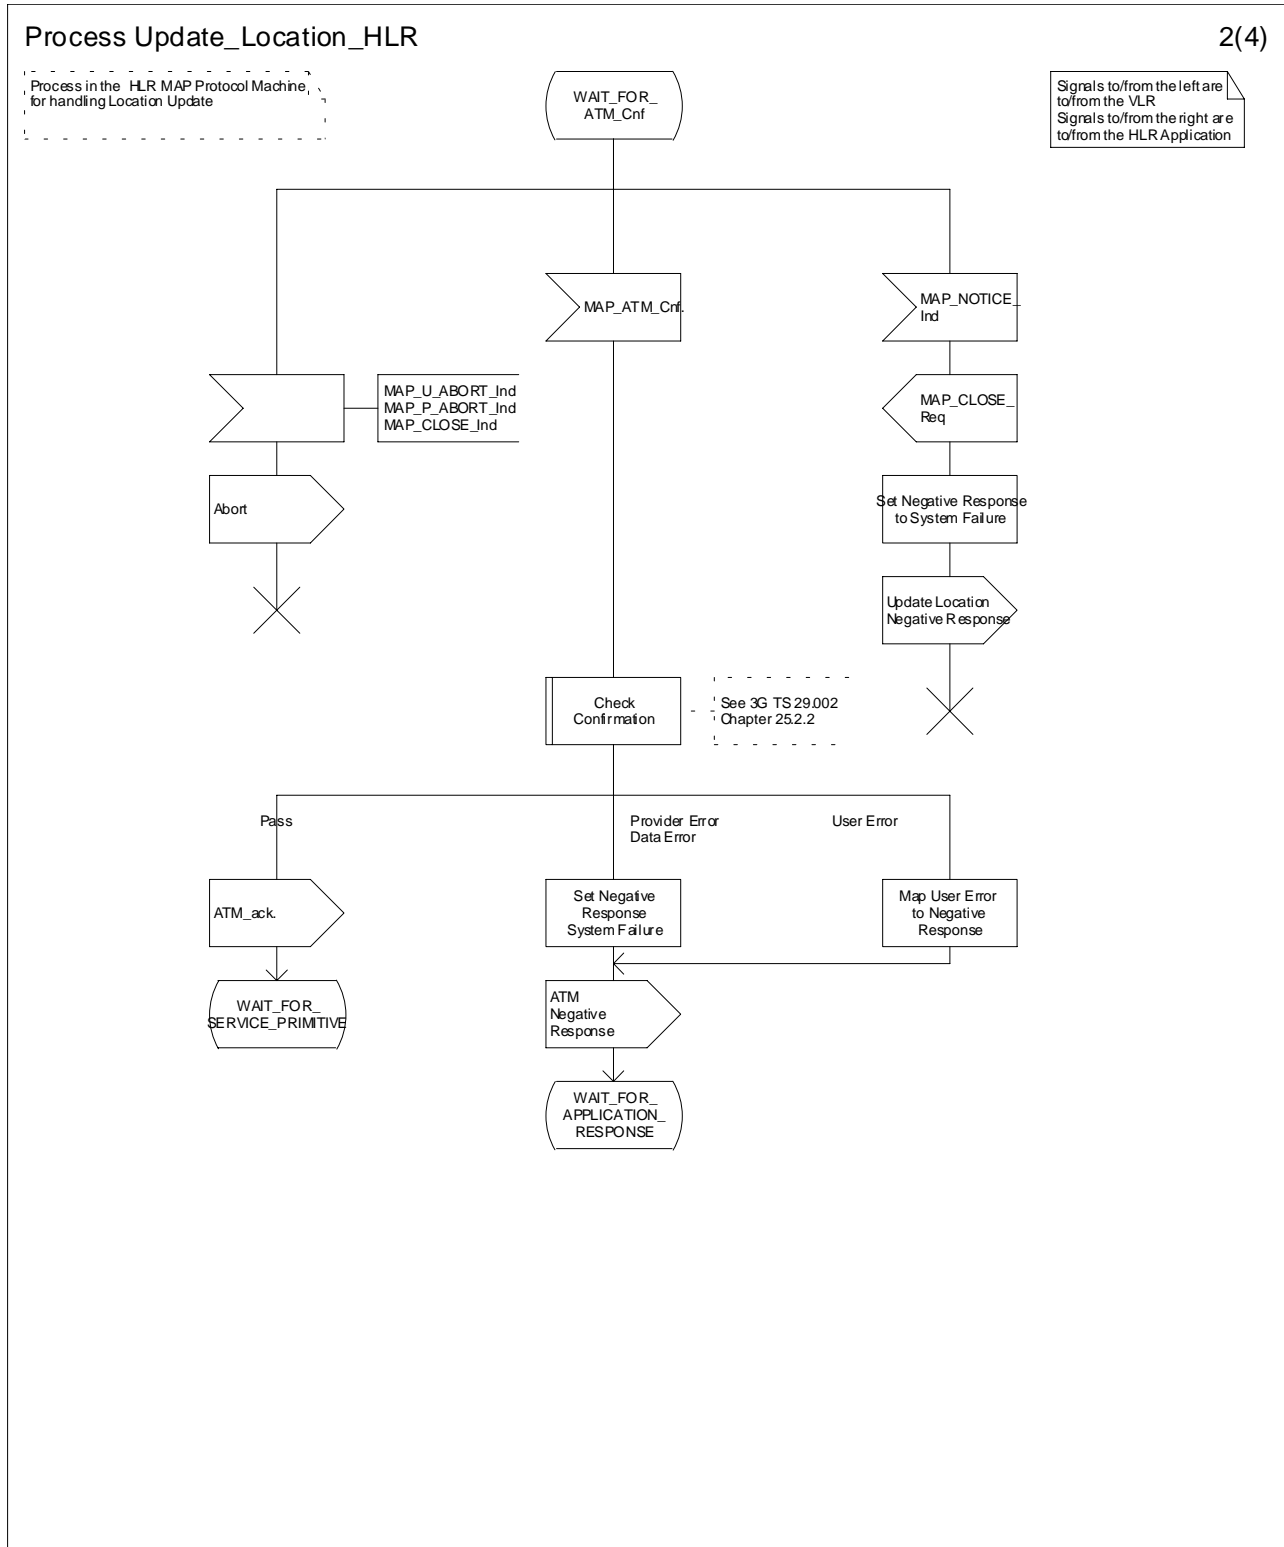 Process Update_Location_HLR
2(4)
Process in the HLR MAP Protocol Machine
for handling Location Update
WAIT_FOR_
ATM_Cnf
Signals to/from the left are
to/from the VLR
Signals to/from the right are
to/from the HLR Application
MAP_ATM_Cnf.
MAP_NOTICE_
Ind
MAP_U_ABORT_Ind
MAP_P_ABORT_Ind
MAP_CLOSE_Ind
MAP_CLOSE_
Req
Abort
Set Negative Response
to System Failure
Update Location
Negative Response
Check
Confirmation
See 3G TS 29.002
Chapter 25.2.2
Pass
Provider Error
Data Error
User Error
ATM_ack.
Set Negative
Response
System Failure
Map User Error
to Negative
Response
WAIT_FOR_
SERVICE_PRIMITIVE
ATM
Negative
Response
WAIT_FOR_
APPLICATION_
RESPONSE